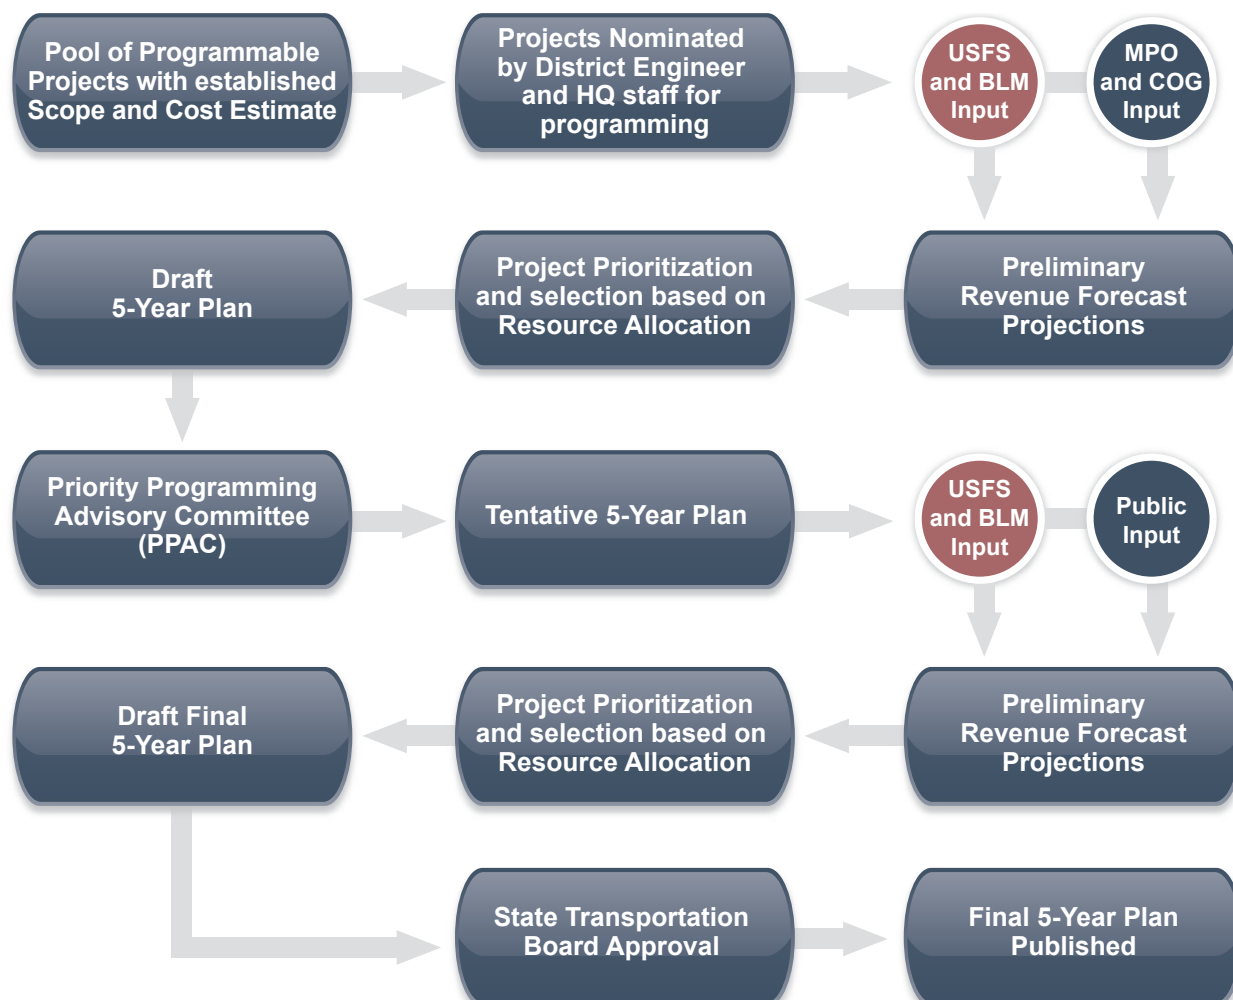 Pool of Programmable
Projects with established
Scope and Cost Estimate
Projects Nominated
by District Engineer
and HQ staff for
programming
USFS
and BLM
Input
MPO
and COG
Input
Draft
5-Year Plan
Project Prioritization
and selection based on
Resource Allocation
Preliminary
Revenue Forecast
Projections
Priority Programming
Advisory Committee
(PPAC)
Tentative 5-Year Plan
USFS
and BLM
Input
Public
Input
Draft Final
5-Year Plan
Project Prioritization
and selection based on
Resource Allocation
Preliminary
Revenue Forecast
Projections
State Transportation
Board Approval
Final 5-Year Plan
Published